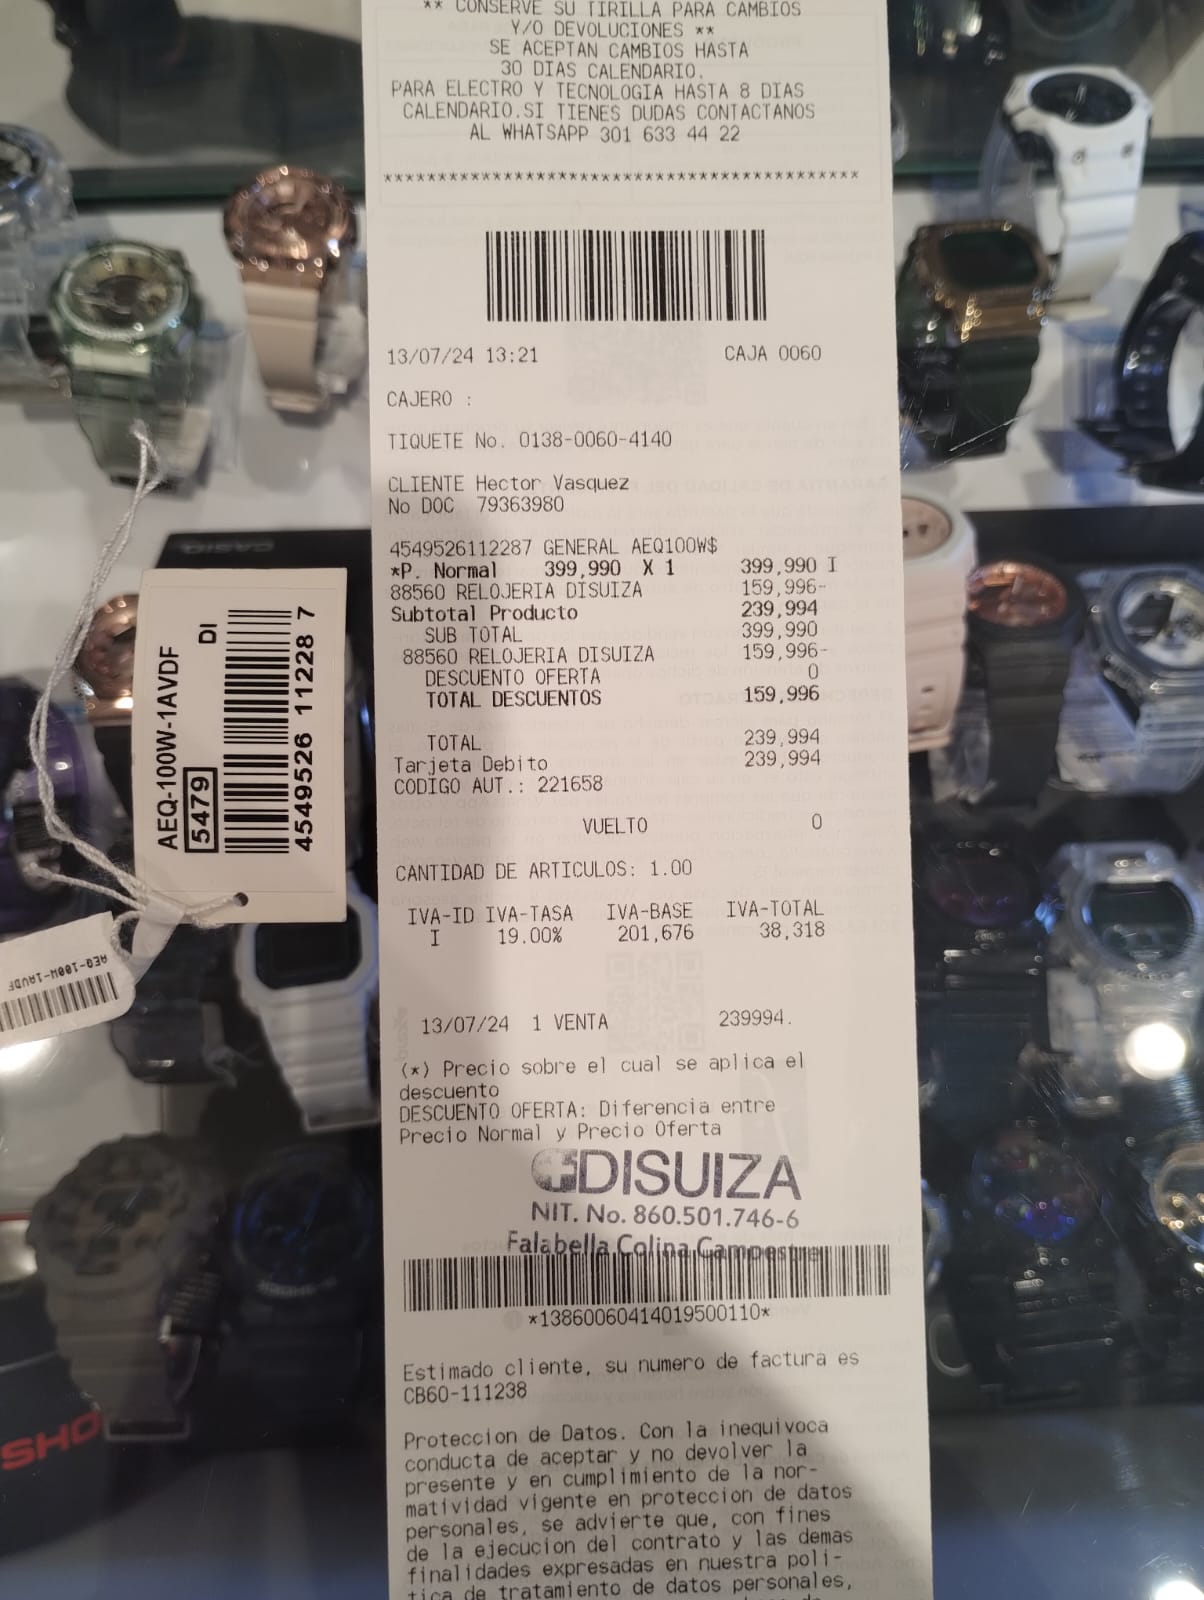 ** CONSERVE SU TIRILLA PARA CAMBIOS
Y/O DEVOLUCIONES **
SE ACEPTAN CAMBIOS HASTA
30 DIAS CALENDARIO.
PARA ELECTRO Y TECNOLOGIA HASTA 8 DIAS
CALENDARIO.SI TIENES DUDAS CONTACTANOS
AL WHATSAPP 301 633 44 22
********************************************
13/07/24 13:21 CAJA 0060
CAJERO :
TIQUETE No. 0138-0060-4140
CLIENTE Hector Vasquez
No DOC 79363980
4549526112287 GENERAL AEQ100W$
*P. Normal 399,990 X 1 399,990 I
88560 RELOJERIA DISUIZA 159,996-
Subtotal Producto 239,994
SUB TOTAL 399,990
88560 RELOJERIA DISUIZA 159,996-
DESCUENTO OFERTA 0
TOTAL DESCUENTOS 159,996
TOTAL 239,994
Tarjeta Debito 239,994
CODIGO AUT.: 221658
VUELTO 0
CANTIDAD DE ARTICULOS: 1.00
IVA-ID IVA-TASA IVA-BASE IVA-TOTAL
I 19.00% 201,676 38,318
13/07/24 1 VENTA 239994.
(*) Precio sobre el cual se aplica el
descuento
DESCUENTO OFERTA: Diferencia entre
Precio Normal y Precio Oferta
DISUIZA
NIT. No. 860.501.746-6
Falabella Colina Campestre
*13860060414019500110*
Estimado cliente, su numero de factura es
CB60-111238
Proteccion de Datos. Con la inequivoca
conducta de aceptar y no devolver la
presente y en cumplimiento de la nor-
matividad vigente en proteccion de datos
personales, se advierte que, con fines
de la ejecucion del contrato y las demas
finalidades expresadas en nuestra poli-
tica de tratamiento de datos personales,
AEQ-100W-1AVDF
DI
5479
4549526 11228 7
AEQ-100W-1AVDF
CASIO
SHO